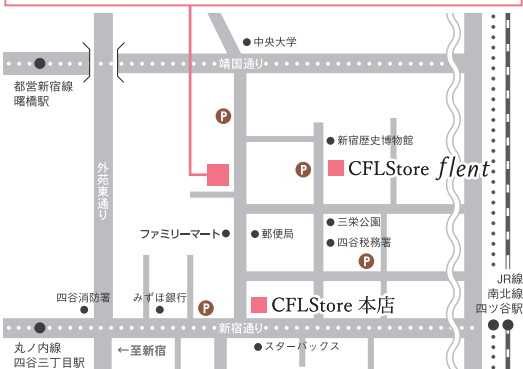 中央大学
靖国通り
都営新宿線
曙橋駅
P
新宿歴史博物館
P
CFLStore flent
外苑東通り
三栄公園
ファミリーマート
郵便局
四谷税務署
P
JR線
南北線
四ツ谷駅
四谷消防署
みずほ銀行
P
CFLStore 本店
新宿通り
丸ノ内線
四谷三丁目駅
←至新宿
スターバックス